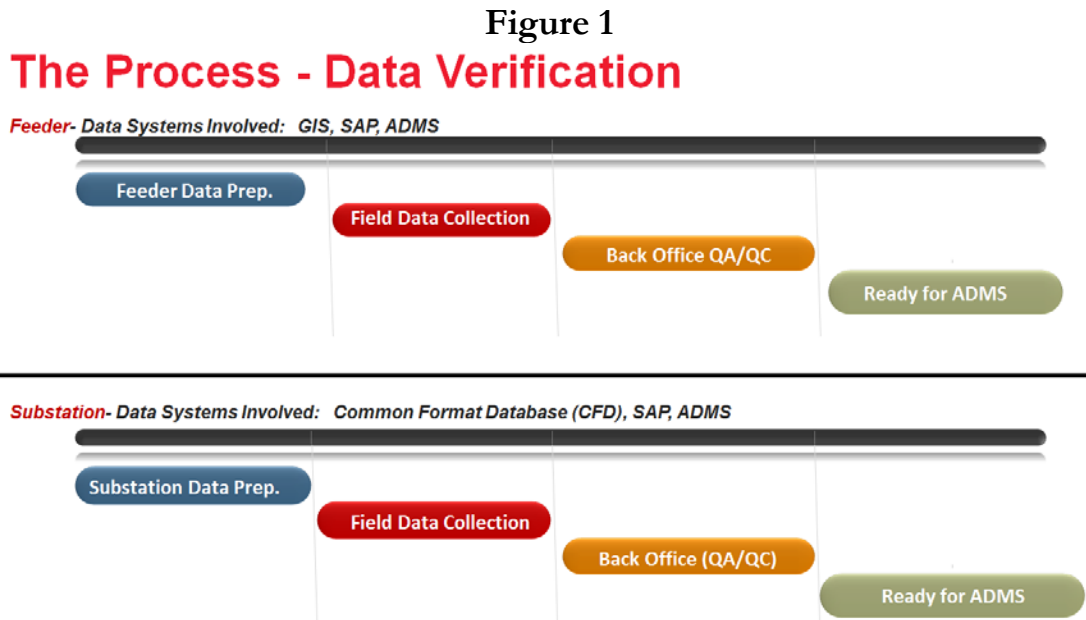 Figure 1
The Process - Data Verification
Feeder- Data Systems Involved: GIS, SAP, ADMS
Feeder Data Prep.
Field Data Collection
Back Office QA/QC
Ready for ADMS
Substation- Data Systems Involved: Common Format Database (CFD), SAP, ADMS
Substation Data Prep.
Field Data Collection
Back Office (QA/QC)
Ready for ADMS